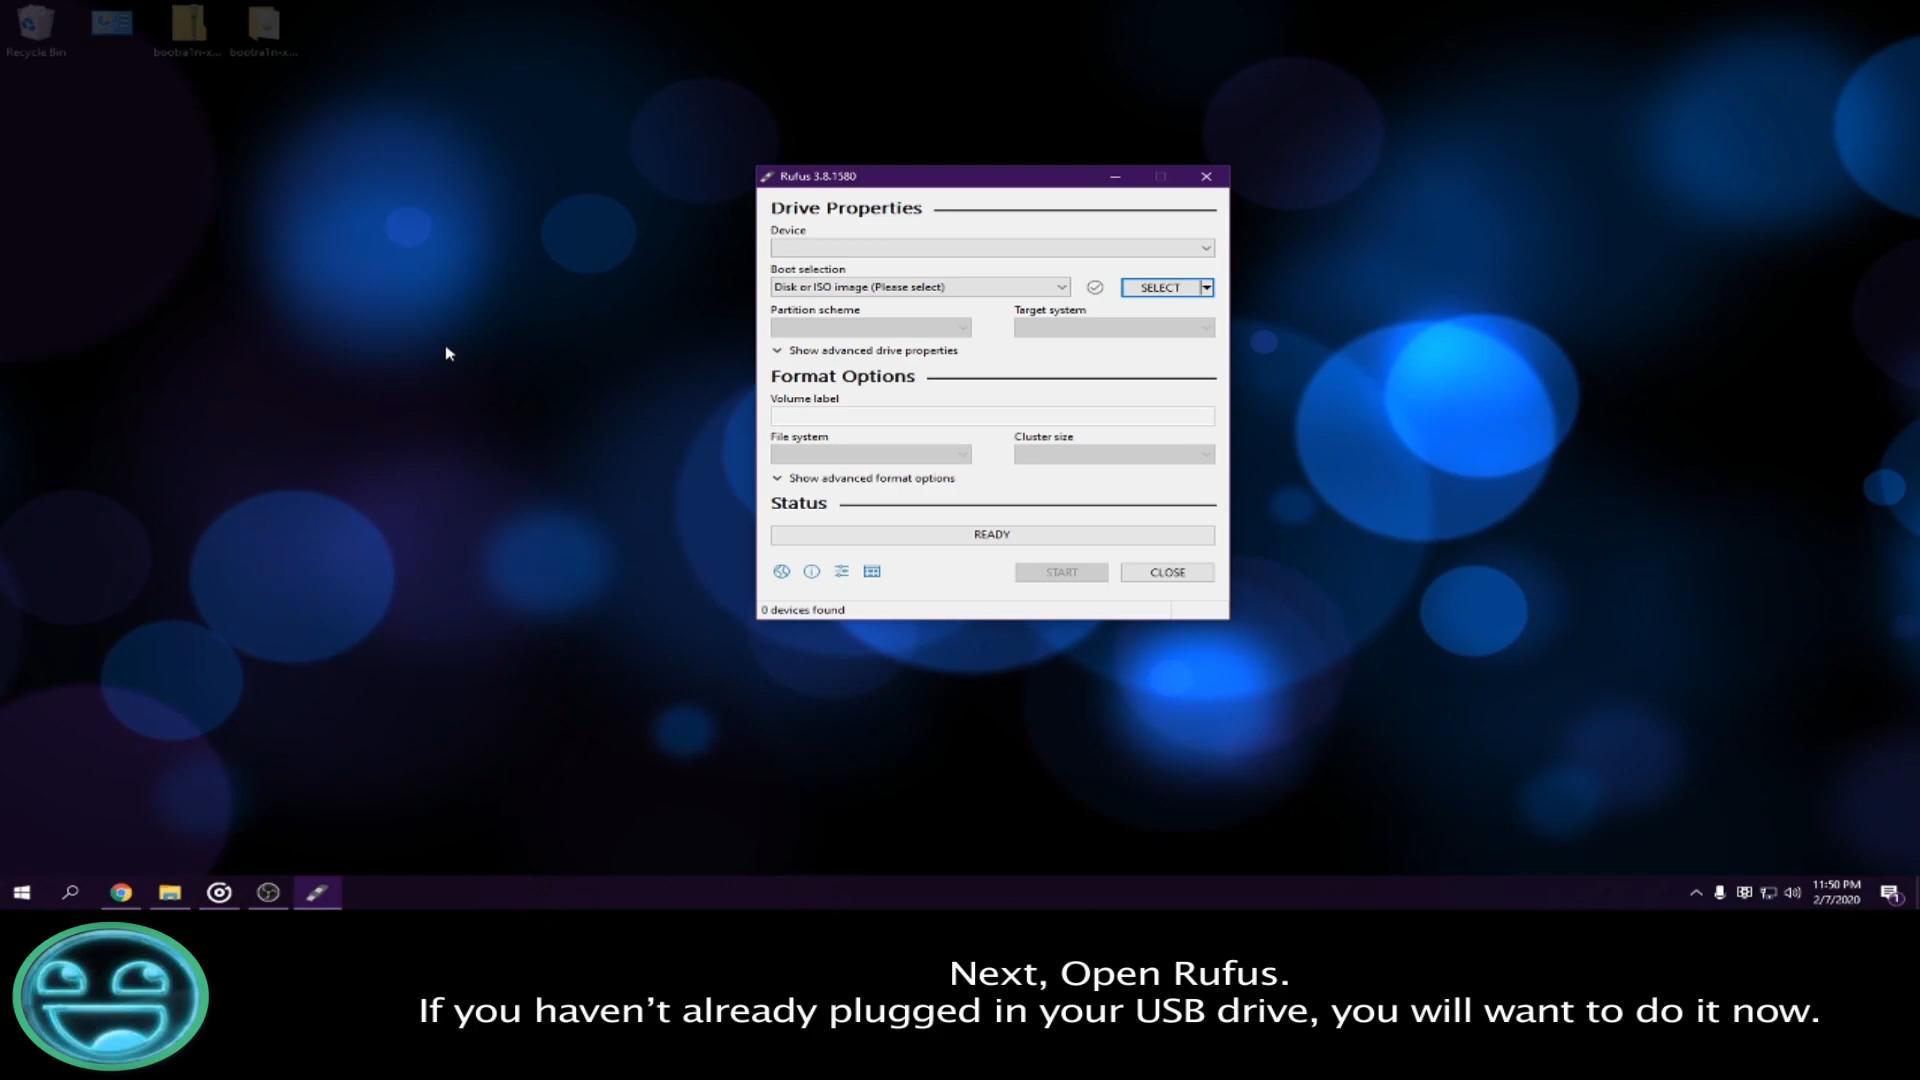 Recycle Bin
bootra1n-x...
bootra1n-x...
Rufus 3.8.1580
Drive Properties
Device
Boot selection
Disk or ISO image (Please select)
SELECT
Partition scheme
Target system
Show advanced drive properties
Format Options
Volume label
File system
Cluster size
Show advanced format options
Status
READY
START
CLOSE
0 devices found
11:50 PM
2/7/2020
1
Next, Open Rufus.
If you haven’t already plugged in your USB drive, you will want to do it now.